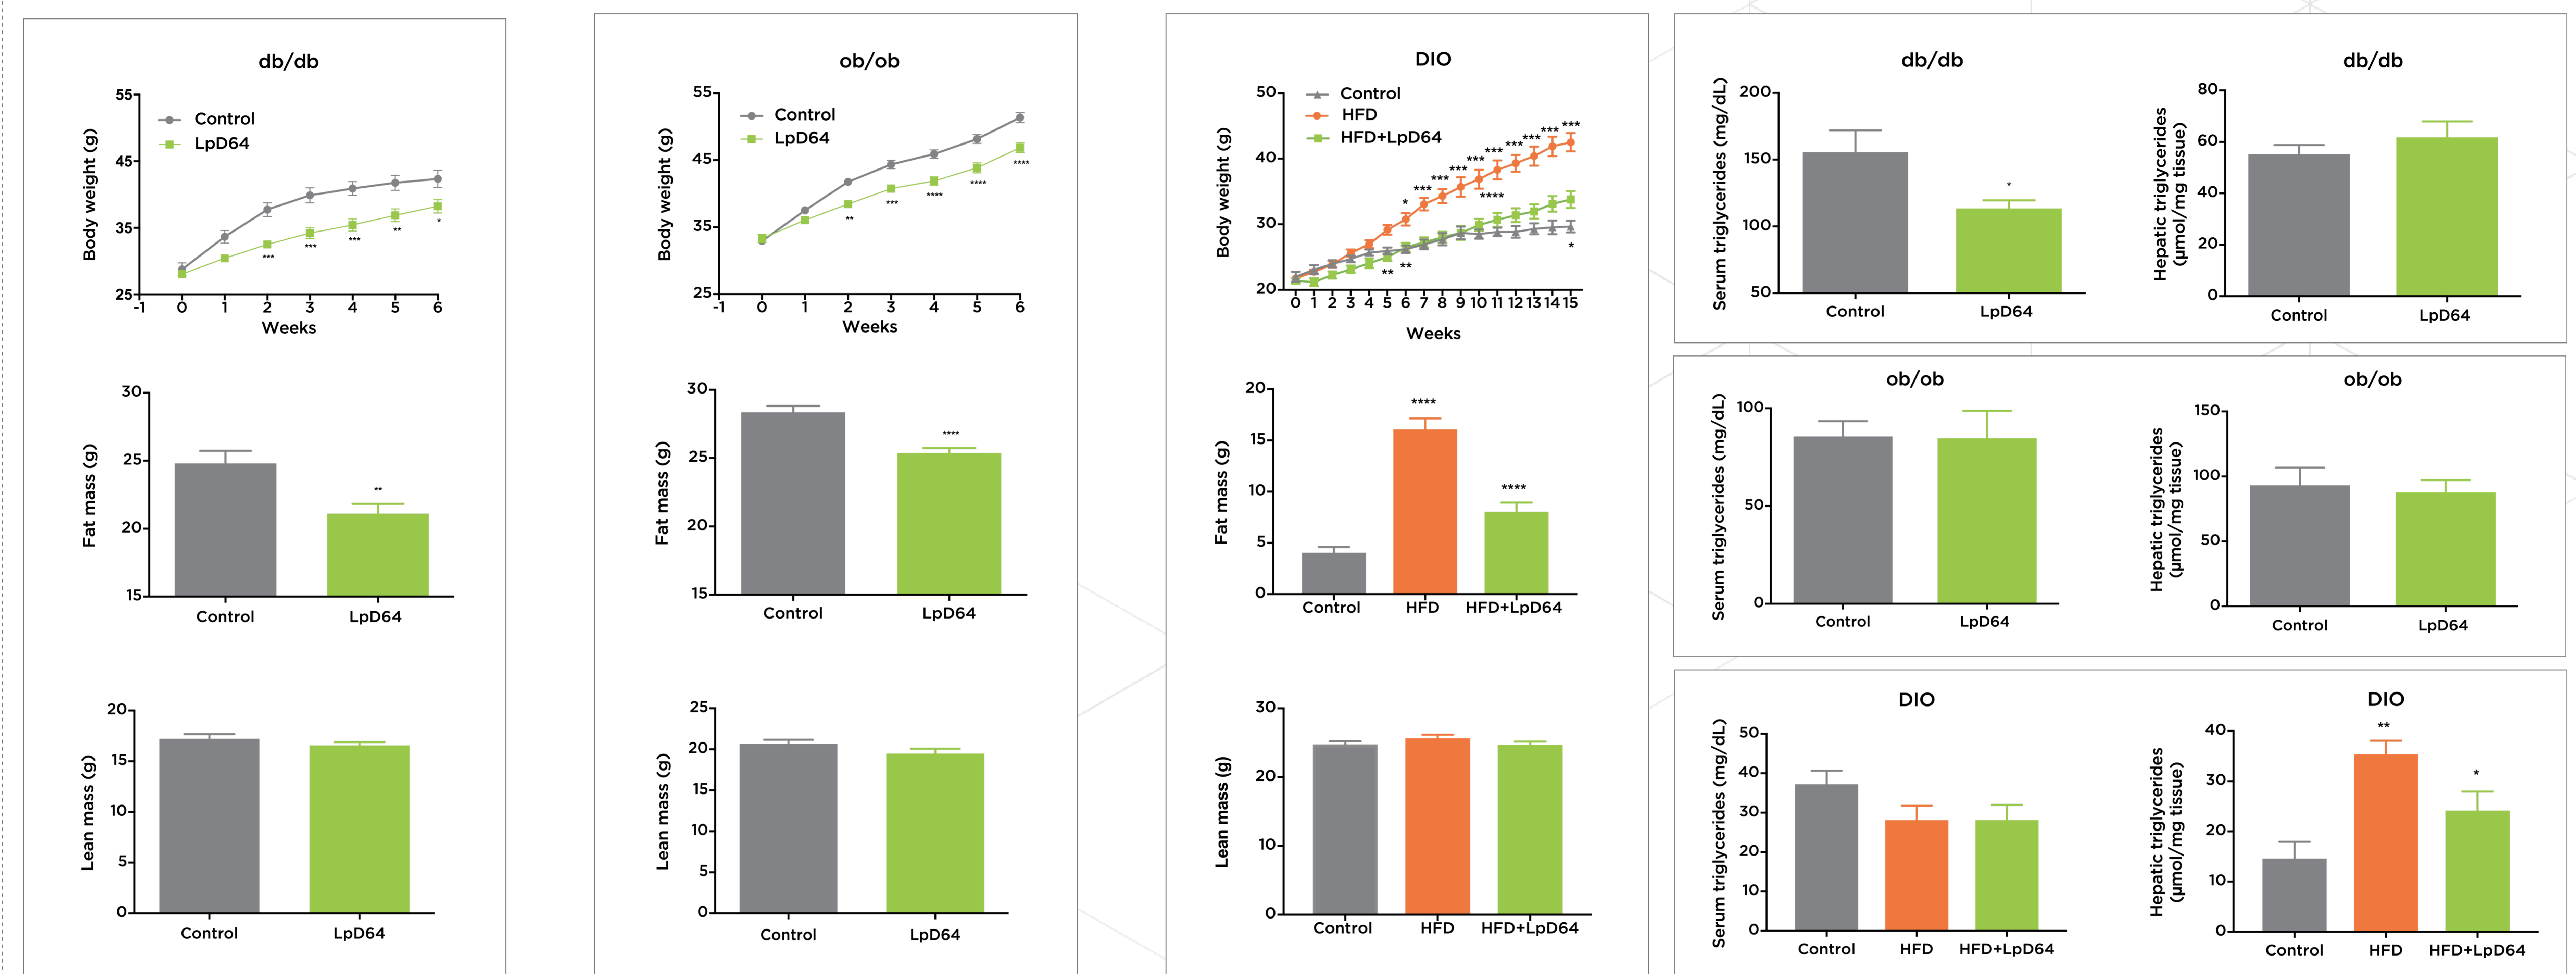 db/db
55
45
35
25
Body weight (g)
Control
LpD64
***
***
***
**
*
-1 0 1 2 3 4 5 6
Weeks
30
25
20
15
Fat mass (g)
**
Control LpD64
20
15
10
5
0
Lean mass (g)
Control LpD64
ob/ob
55
45
35
25
Body weight (g)
Control
LpD64
**
***
****
****
****
-1 0 1 2 3 4 5 6
Weeks
30
25
20
15
Fat mass (g)
****
Control LpD64
25
20
15
10
5
0
Lean mass (g)
Control LpD64
DIO
50
40
30
20
Body weight (g)
Control
HFD
HFD+LpD64
* *** *** *** *** *** *** *** *** ***
****
** **
*
0 1 2 3 4 5 6 7 8 9 10 11 12 13 14 15
Weeks
20
15
10
5
0
Fat mass (g)
****
****
Control HFD HFD+LpD64
30
20
10
0
Lean mass (g)
Control HFD HFD+LpD64
db/db
200
150
100
50
Serum triglycerides (mg/dL)
*
Control LpD64
db/db
80
60
40
20
0
Hepatic triglycerides
(µmol/mg tissue)
Control LpD64
ob/ob
100
50
0
Serum triglycerides (mg/dL)
Control LpD64
ob/ob
150
100
50
0
Hepatic triglycerides
(µmol/mg tissue)
Control LpD64
DIO
50
40
30
20
10
0
Serum triglycerides (mg/dL)
Control HFD HFD+LpD64
DIO
40
30
20
10
0
Hepatic triglycerides
(µmol/mg tissue)
**
*
Control HFD HFD+LpD64